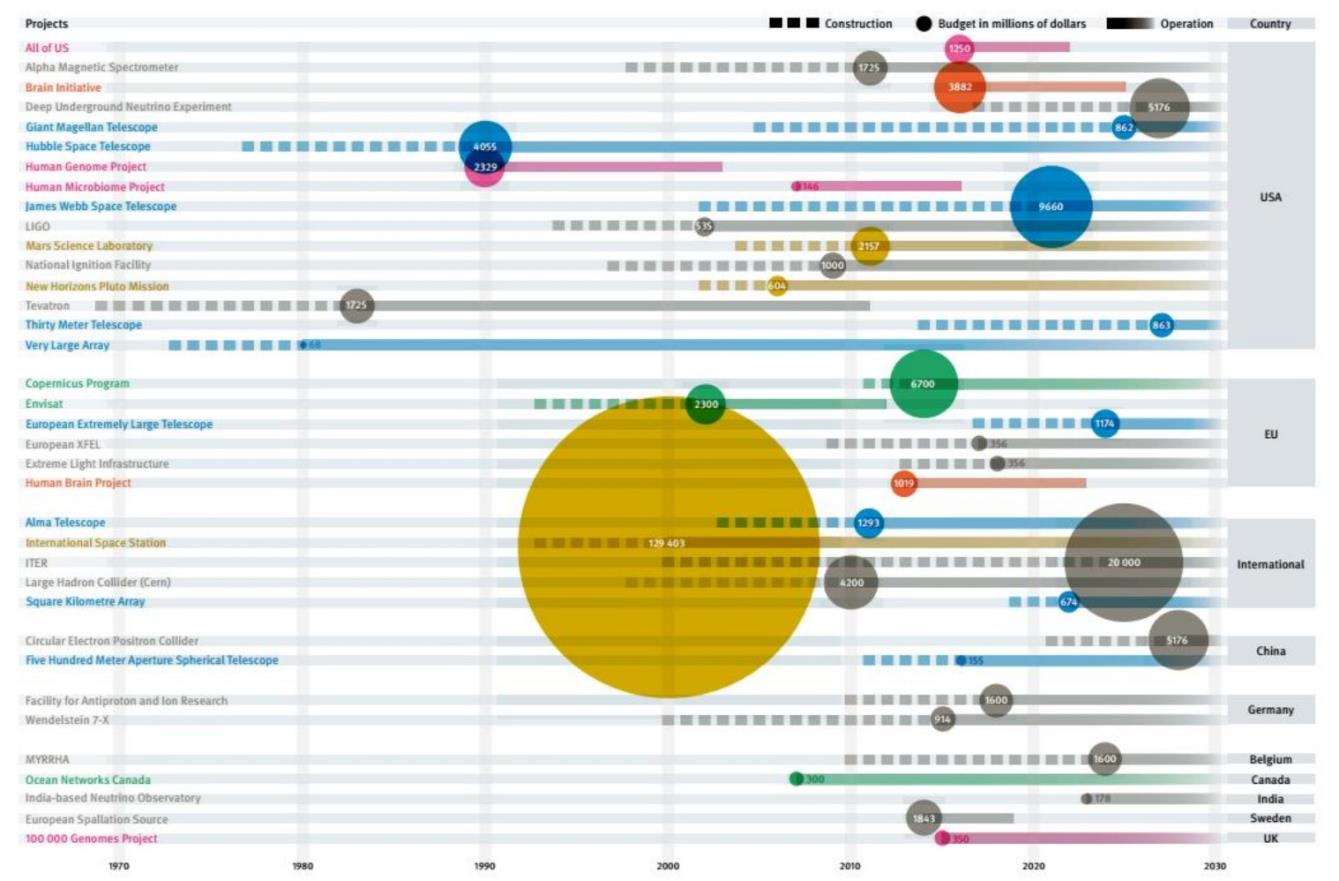 Projects Construction Budget in millions of dollars Operation Country
All of US 1250
Alpha Magnetic Spectrometer 1725
Brain Initiative 3882
Deep Underground Neutrino Experiment 5176
Giant Magellan Telescope 862
Hubble Space Telescope 4055
Human Genome Project 2329
Human Microbiome Project 146
USA
James Webb Space Telescope 9660
LIGO 535
Mars Science Laboratory 2157
National Ignition Facility 1000
New Horizons Pluto Mission 604
Tevatron 1725
Thirty Meter Telescope 863
Very Large Array 68
Copernicus Program 6700
Envisat 2300
European Extremely Large Telescope 1174
EU
European XFEL 356
Extreme Light Infrastructure 356
Human Brain Project 1019
Alma Telescope 1293
International Space Station 129 403
ITER 20 000 International
Large Hadron Collider (Cern) 4200
Square Kilometre Array 674
Circular Electron Positron Collider 5176
China
Five Hundred Meter Aperture Spherical Telescope 155
Facility for Antiproton and Ion Research 1600
Germany
Wendelstein 7-X 914
MYRRHA 1600 Belgium
Ocean Networks Canada 300 Canada
India-based Neutrino Observatory 178 India
European Spallation Source 1843 Sweden
100 000 Genomes Project 350 UK
1970 1980 1990 2000 2010 2020 2030